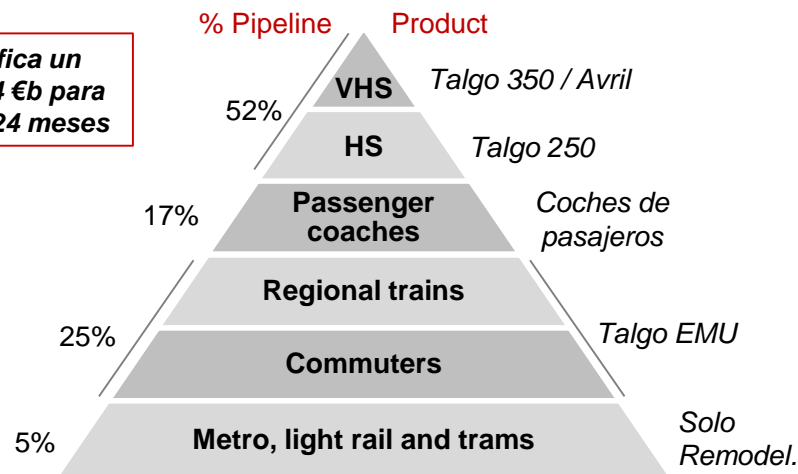 % Pipeline Product
fica un
4 €b para
24 meses
VHS
Talgo 350 / Avril
52%
HS
Talgo 250
17%
Passenger
coaches
Coches de
pasajeros
Regional trains
25%
Talgo EMU
Commuters
5%
Metro, light rail and trams
Solo
Remodel.